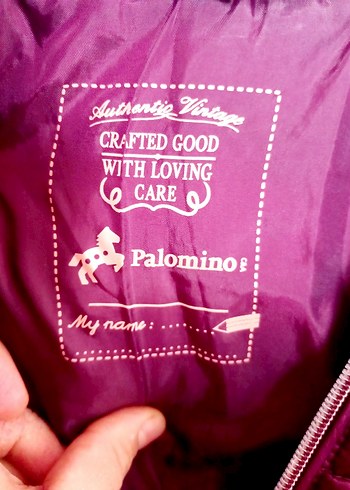 Authentic Vintage
CRAFTED GOOD
WITH LOVING
CARE
Palomino
My name : .......